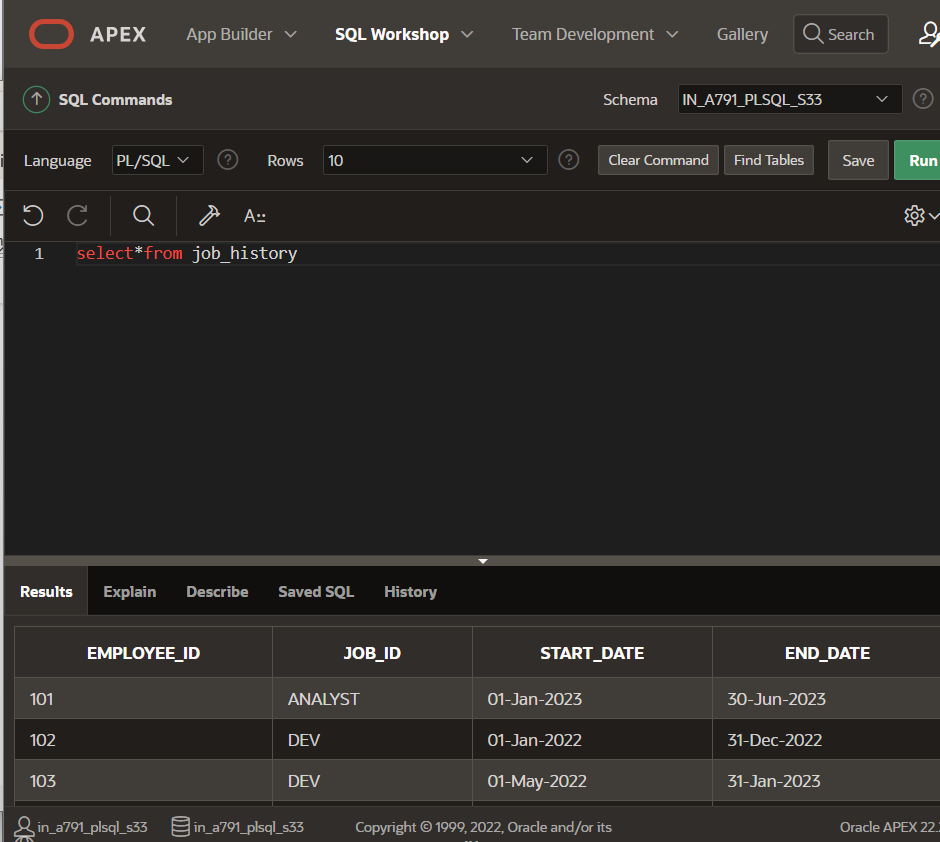 APEX App Builder SQL Workshop Team Development Gallery Search
SQL Commands Schema IN_A791_PLSQL_S33 ?
Language PL/SQL ? Rows 10 ? Clear Command Find Tables Save Run
A::
1 select*from job_history
Results Explain Describe Saved SQL History
EMPLOYEE_ID JOB_ID START_DATE END_DATE
101 ANALYST 01-Jan-2023 30-Jun-2023
102 DEV 01-Jan-2022 31-Dec-2022
103 DEV 01-May-2022 31-Jan-2023
in_a791_plsql_s33 in_a791_plsql_s33 Copyright © 1999, 2022, Oracle and/or its Oracle APEX 22.